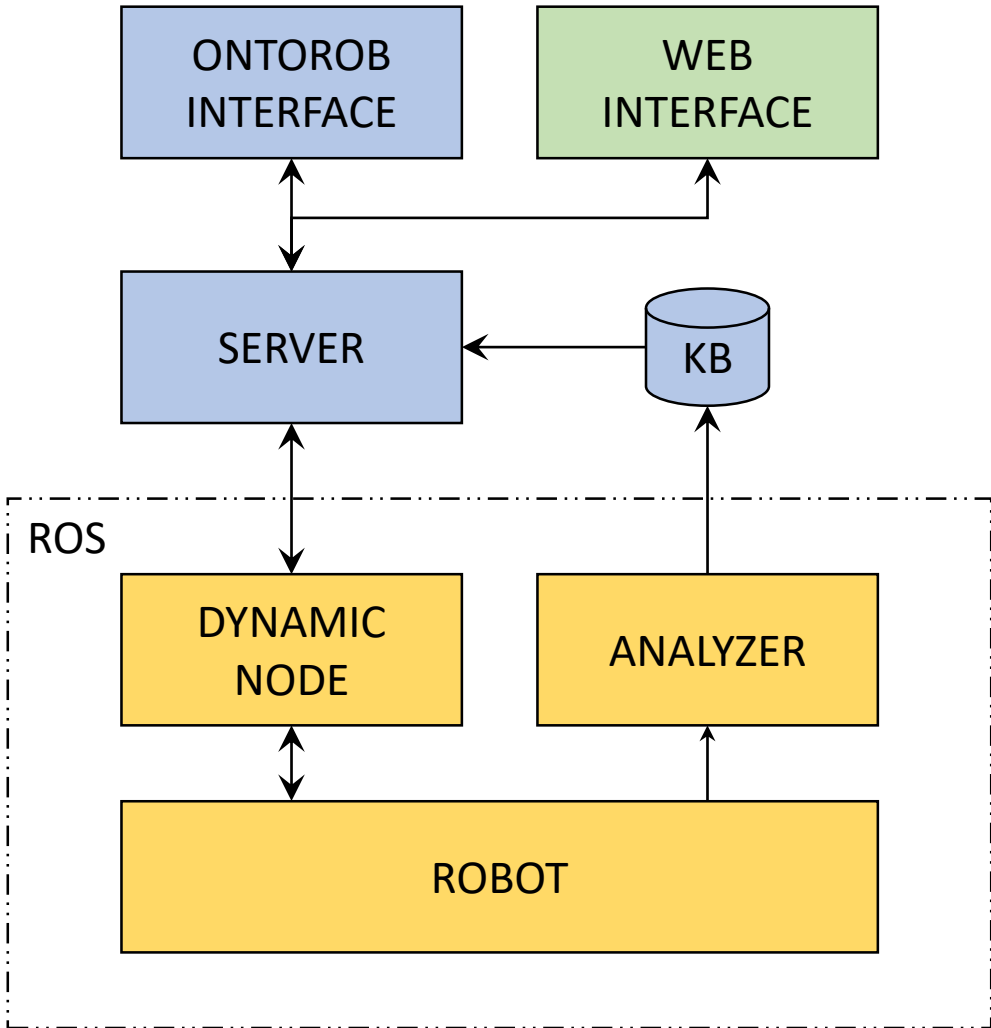 ONTOROB
INTERFACE
WEB
INTERFACE
SERVER
KB
ROS
DYNAMIC
NODE
ANALYZER
ROBOT